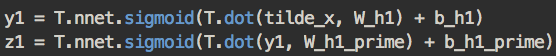 y1 = T.nnet.sigmoid(T.dot(tilde_x, W_h1) + b_h1)
z1 = T.nnet.sigmoid(T.dot(y1, W_h1_prime) + b_h1_prime)